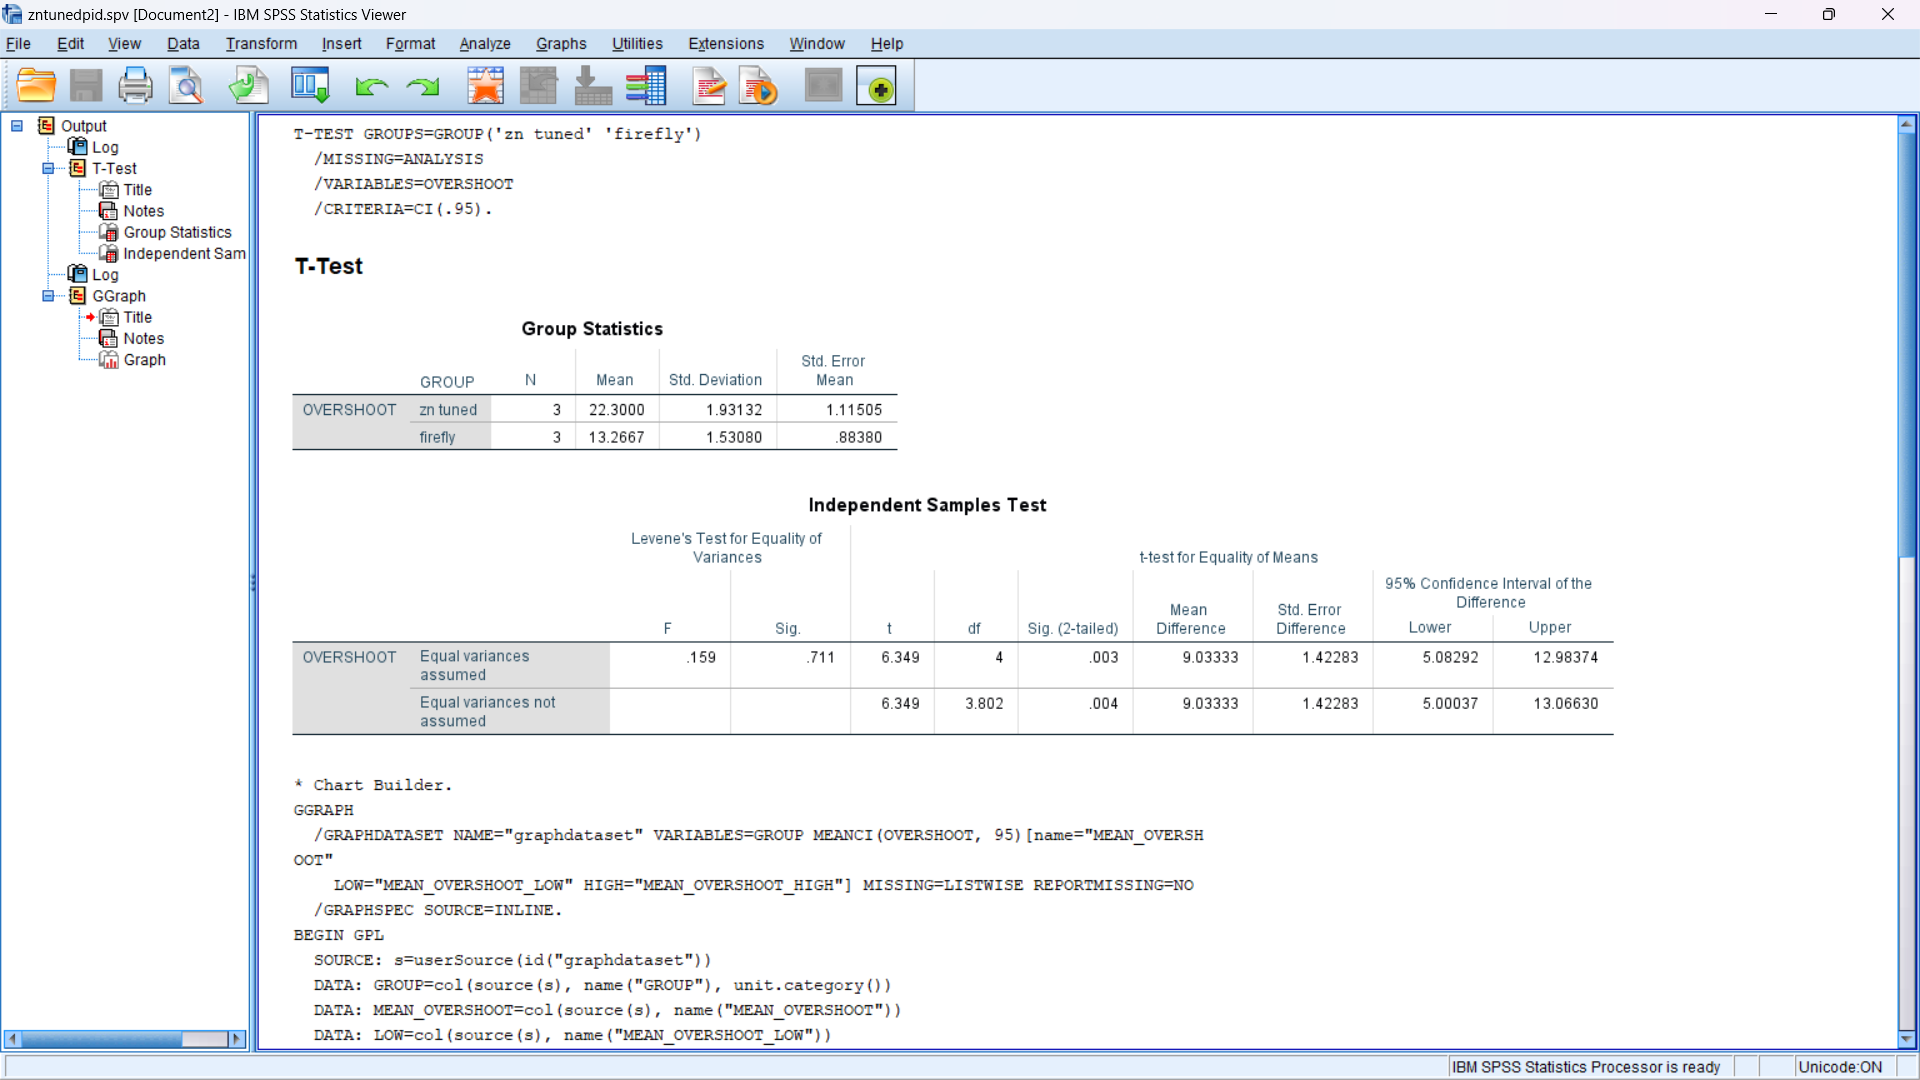 zntunedpid.spv [Document2] - IBM SPSS Statistics Viewer
File Edit View Data Transform Insert Format Analyze Graphs Utilities Extensions Window Help
Output
Log
T-Test
Title
Notes
Group Statistics
Independent Sam
Log
GGraph
Title
Notes
Graph
T-TEST GROUPS=GROUP('zn tuned' 'firefly')
/MISSING=ANALYSIS
/VARIABLES=OVERSHOOT
/CRITERIA=CI(.95).
T-Test
Group Statistics
GROUP N Mean Std. Deviation Std. Error Mean
OVERSHOOT zn tuned 3 22.3000 1.93132 1.11505
firefly 3 13.2667 1.53080 .88380
Independent Samples Test
Levene's Test for Equality of Variances
t-test for Equality of Means
95% Confidence Interval of the Difference
F Sig. t df Sig. (2-tailed) Mean Difference Std. Error Difference Lower Upper
OVERSHOOT Equal variances assumed .159 .711 6.349 4 .003 9.03333 1.42283 5.08292 12.98374
Equal variances not assumed 6.349 3.802 .004 9.03333 1.42283 5.00037 13.06630
* Chart Builder.
GGRAPH
/GRAPHDATASET NAME="graphdataset" VARIABLES=GROUP MEANCI(OVERSHOOT, 95)[name="MEAN_OVERSH
OOT"
LOW="MEAN_OVERSHOOT_LOW" HIGH="MEAN_OVERSHOOT_HIGH"] MISSING=LISTWISE REPORTMISSING=NO
/GRAPHSPEC SOURCE=INLINE.
BEGIN GPL
SOURCE: s=userSource(id("graphdataset"))
DATA: GROUP=col(source(s), name("GROUP"), unit.category())
DATA: MEAN_OVERSHOOT=col(source(s), name("MEAN_OVERSHOOT"))
DATA: LOW=col(source(s), name("MEAN_OVERSHOOT_LOW"))
IBM SPSS Statistics Processor is ready
Unicode:ON